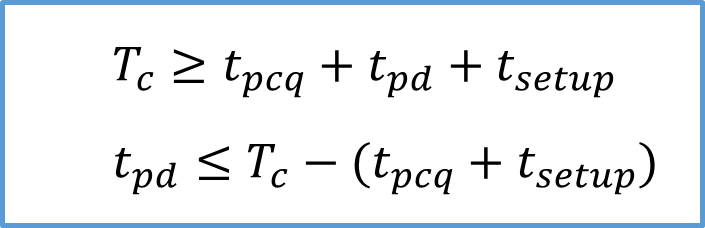 T_c ≥ t_pcq + t_pd + t_setup
t_pd ≤ T_c − (t_pcq + t_setup)